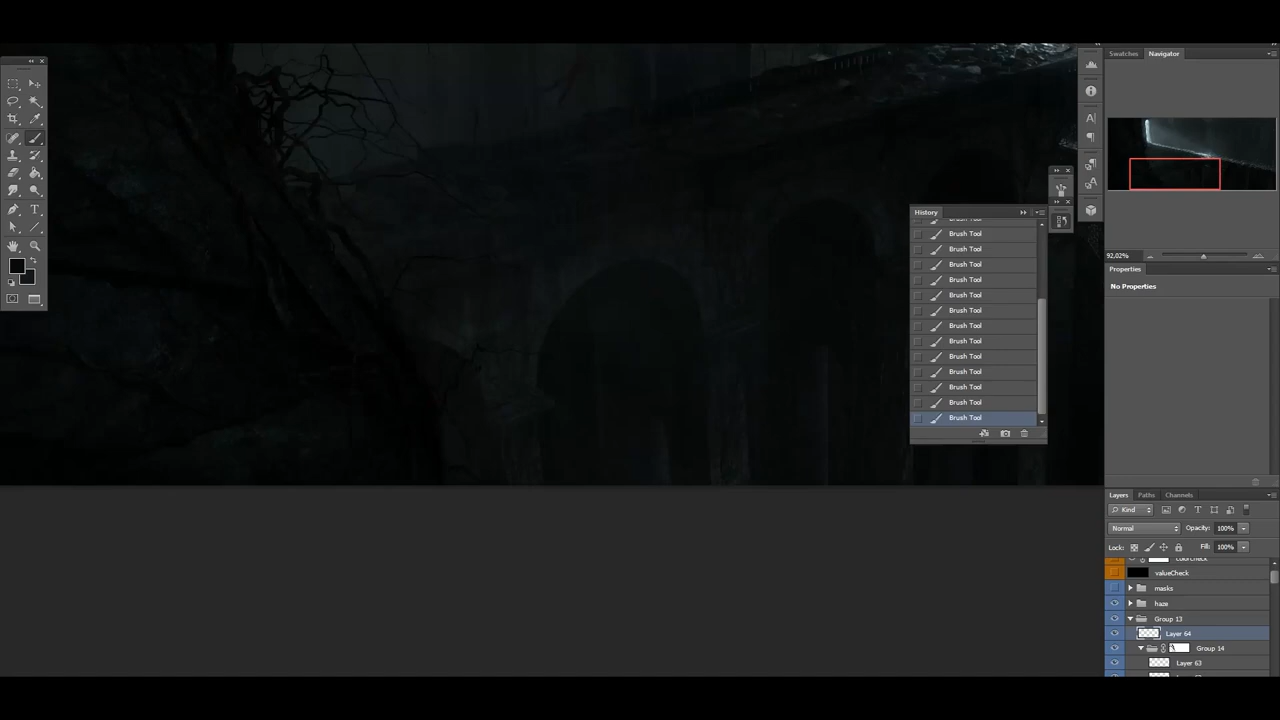 Swatches
Navigator
92,02%
Properties
No Properties
History
Brush Tool
Brush Tool
Brush Tool
Brush Tool
Brush Tool
Brush Tool
Brush Tool
Brush Tool
Brush Tool
Brush Tool
Brush Tool
Brush Tool
Brush Tool
Layers Paths Channels
Kind
Normal Opacity: 100%
Lock: Fill: 100%
valueCheck
masks
haze
Group 13
Layer 64
Group 14
Layer 63